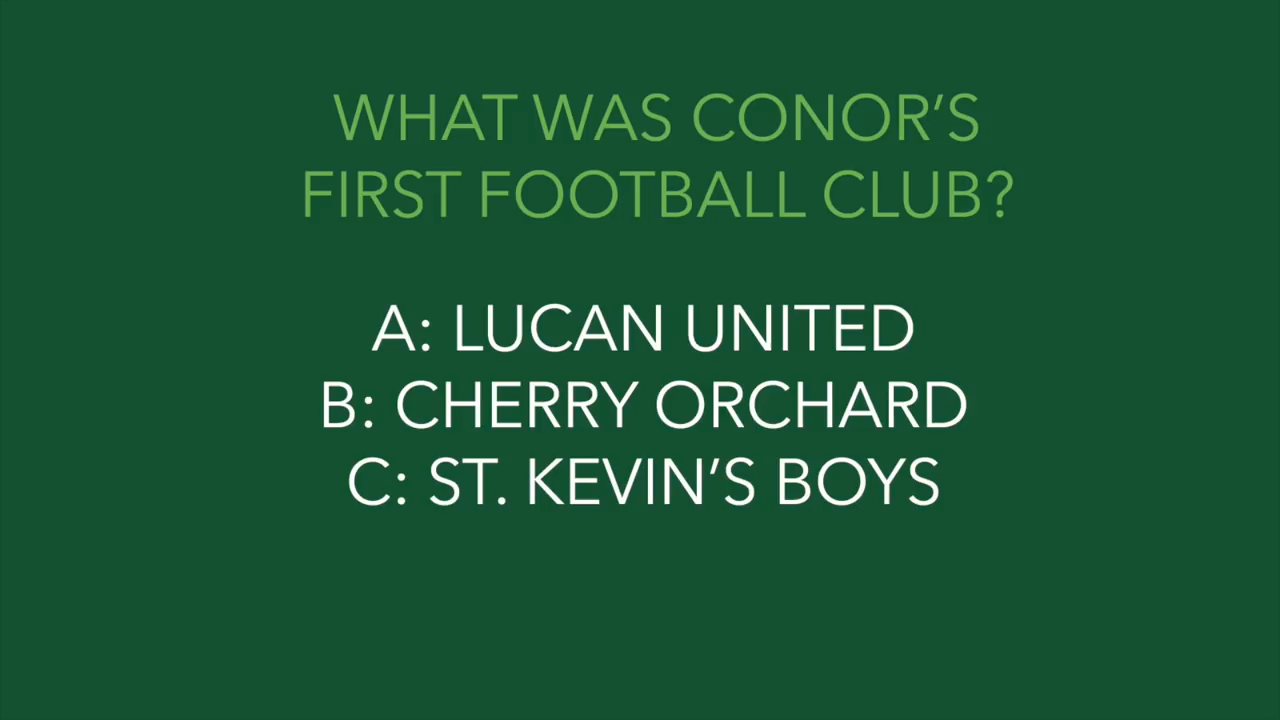 WHAT WAS CONOR’S
FIRST FOOTBALL CLUB?
A: LUCAN UNITED
B: CHERRY ORCHARD
C: ST. KEVIN’S BOYS